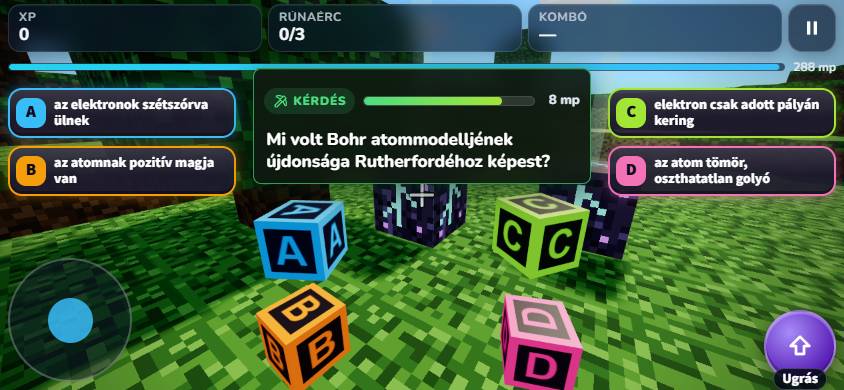 XP
0
RÚNAÉRC
0/3
KOMBÓ
—
288 mp
KÉRDÉS
8 mp
Mi volt Bohr atommodelljének
újdonsága Rutherfordéhoz képest?
A
az elektronok szétszórva
ülnek
B
az atomnak pozitív magja
van
C
elektron csak adott pályán
kering
D
az atom tömör,
oszthatatlan golyó
A
A
A
C
C
C
B
B
B
D
D
Ugrás